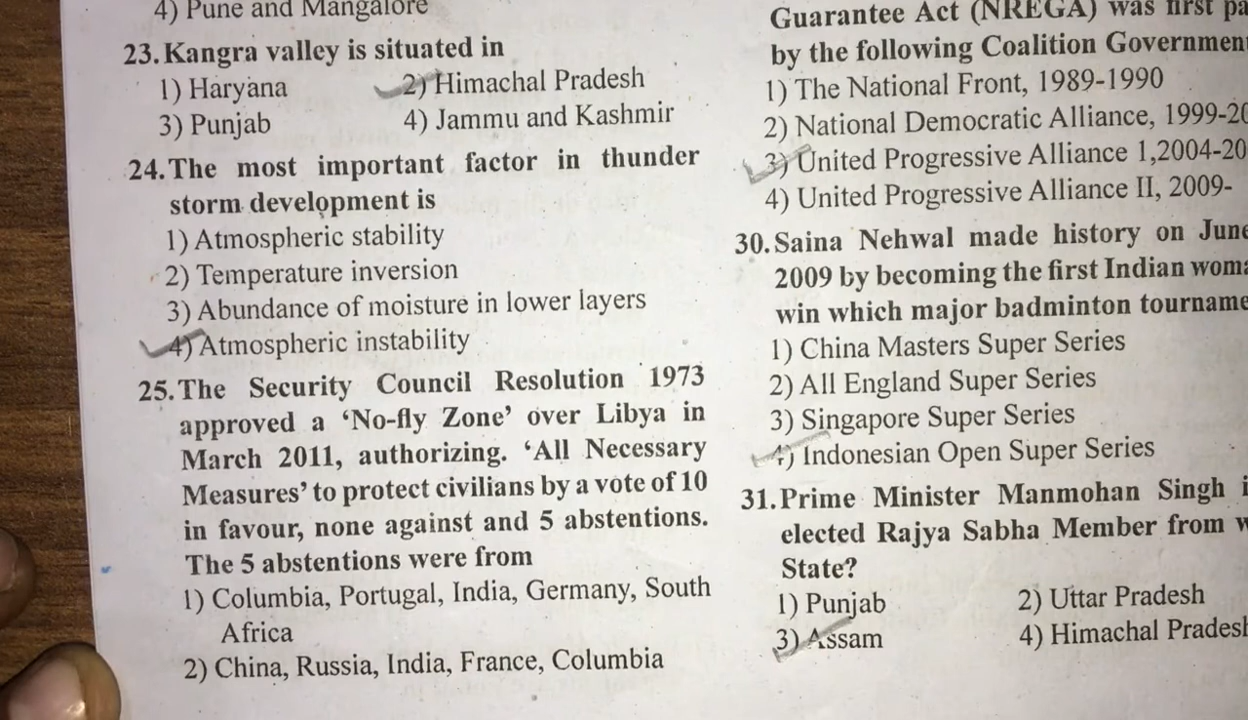 4) Pune and Mangalore
23. Kangra valley is situated in
1) Haryana 2) Himachal Pradesh
3) Punjab 4) Jammu and Kashmir
24. The most important factor in thunder
storm development is
1) Atmospheric stability
2) Temperature inversion
3) Abundance of moisture in lower layers
4) Atmospheric instability
25. The Security Council Resolution 1973
approved a ‘No-fly Zone’ over Libya in
March 2011, authorizing. ‘All Necessary
Measures’ to protect civilians by a vote of 10
in favour, none against and 5 abstentions.
The 5 abstentions were from
1) Columbia, Portugal, India, Germany, South
Africa
2) China, Russia, India, France, Columbia
Guarantee Act (NREGA) was first
by the following Coalition
1) The National Front, 1989-1990
2) National Democratic Alliance, 1999-
3) United Progressive Alliance 1,2004-
4) United Progressive Alliance II, 2009-
30. Saina Nehwal made history on June
2009 by becoming the first Indian
win which major badminton
1) China Masters Super Series
2) All England Super Series
3) Singapore Super Series
4) Indonesian Open Super Series
31. Prime Minister Manmohan Singh
elected Rajya Sabha Member from
State?
1) Punjab 2) Uttar Pradesh
3) Assam 4) Himachal